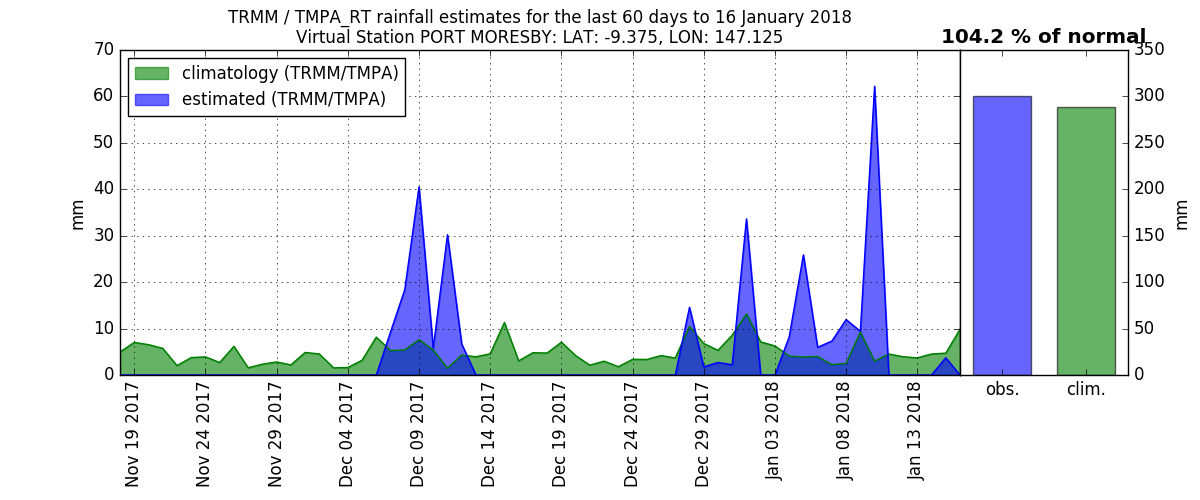 TRMM / TMPA_RT rainfall estimates for the last 60 days to 16 January 2018
Virtual Station PORT MORESBY: LAT: -9.375, LON: 147.125
104.2 % of normal
climatology (TRMM/TMPA)
estimated (TRMM/TMPA)
70
60
50
40
30
20
10
0
mm
Nov 19 2017
Nov 24 2017
Nov 29 2017
Dec 04 2017
Dec 09 2017
Dec 14 2017
Dec 19 2017
Dec 24 2017
Dec 29 2017
Jan 03 2018
Jan 08 2018
Jan 13 2018
obs.
clim.
350
300
250
200
150
100
50
0
mm